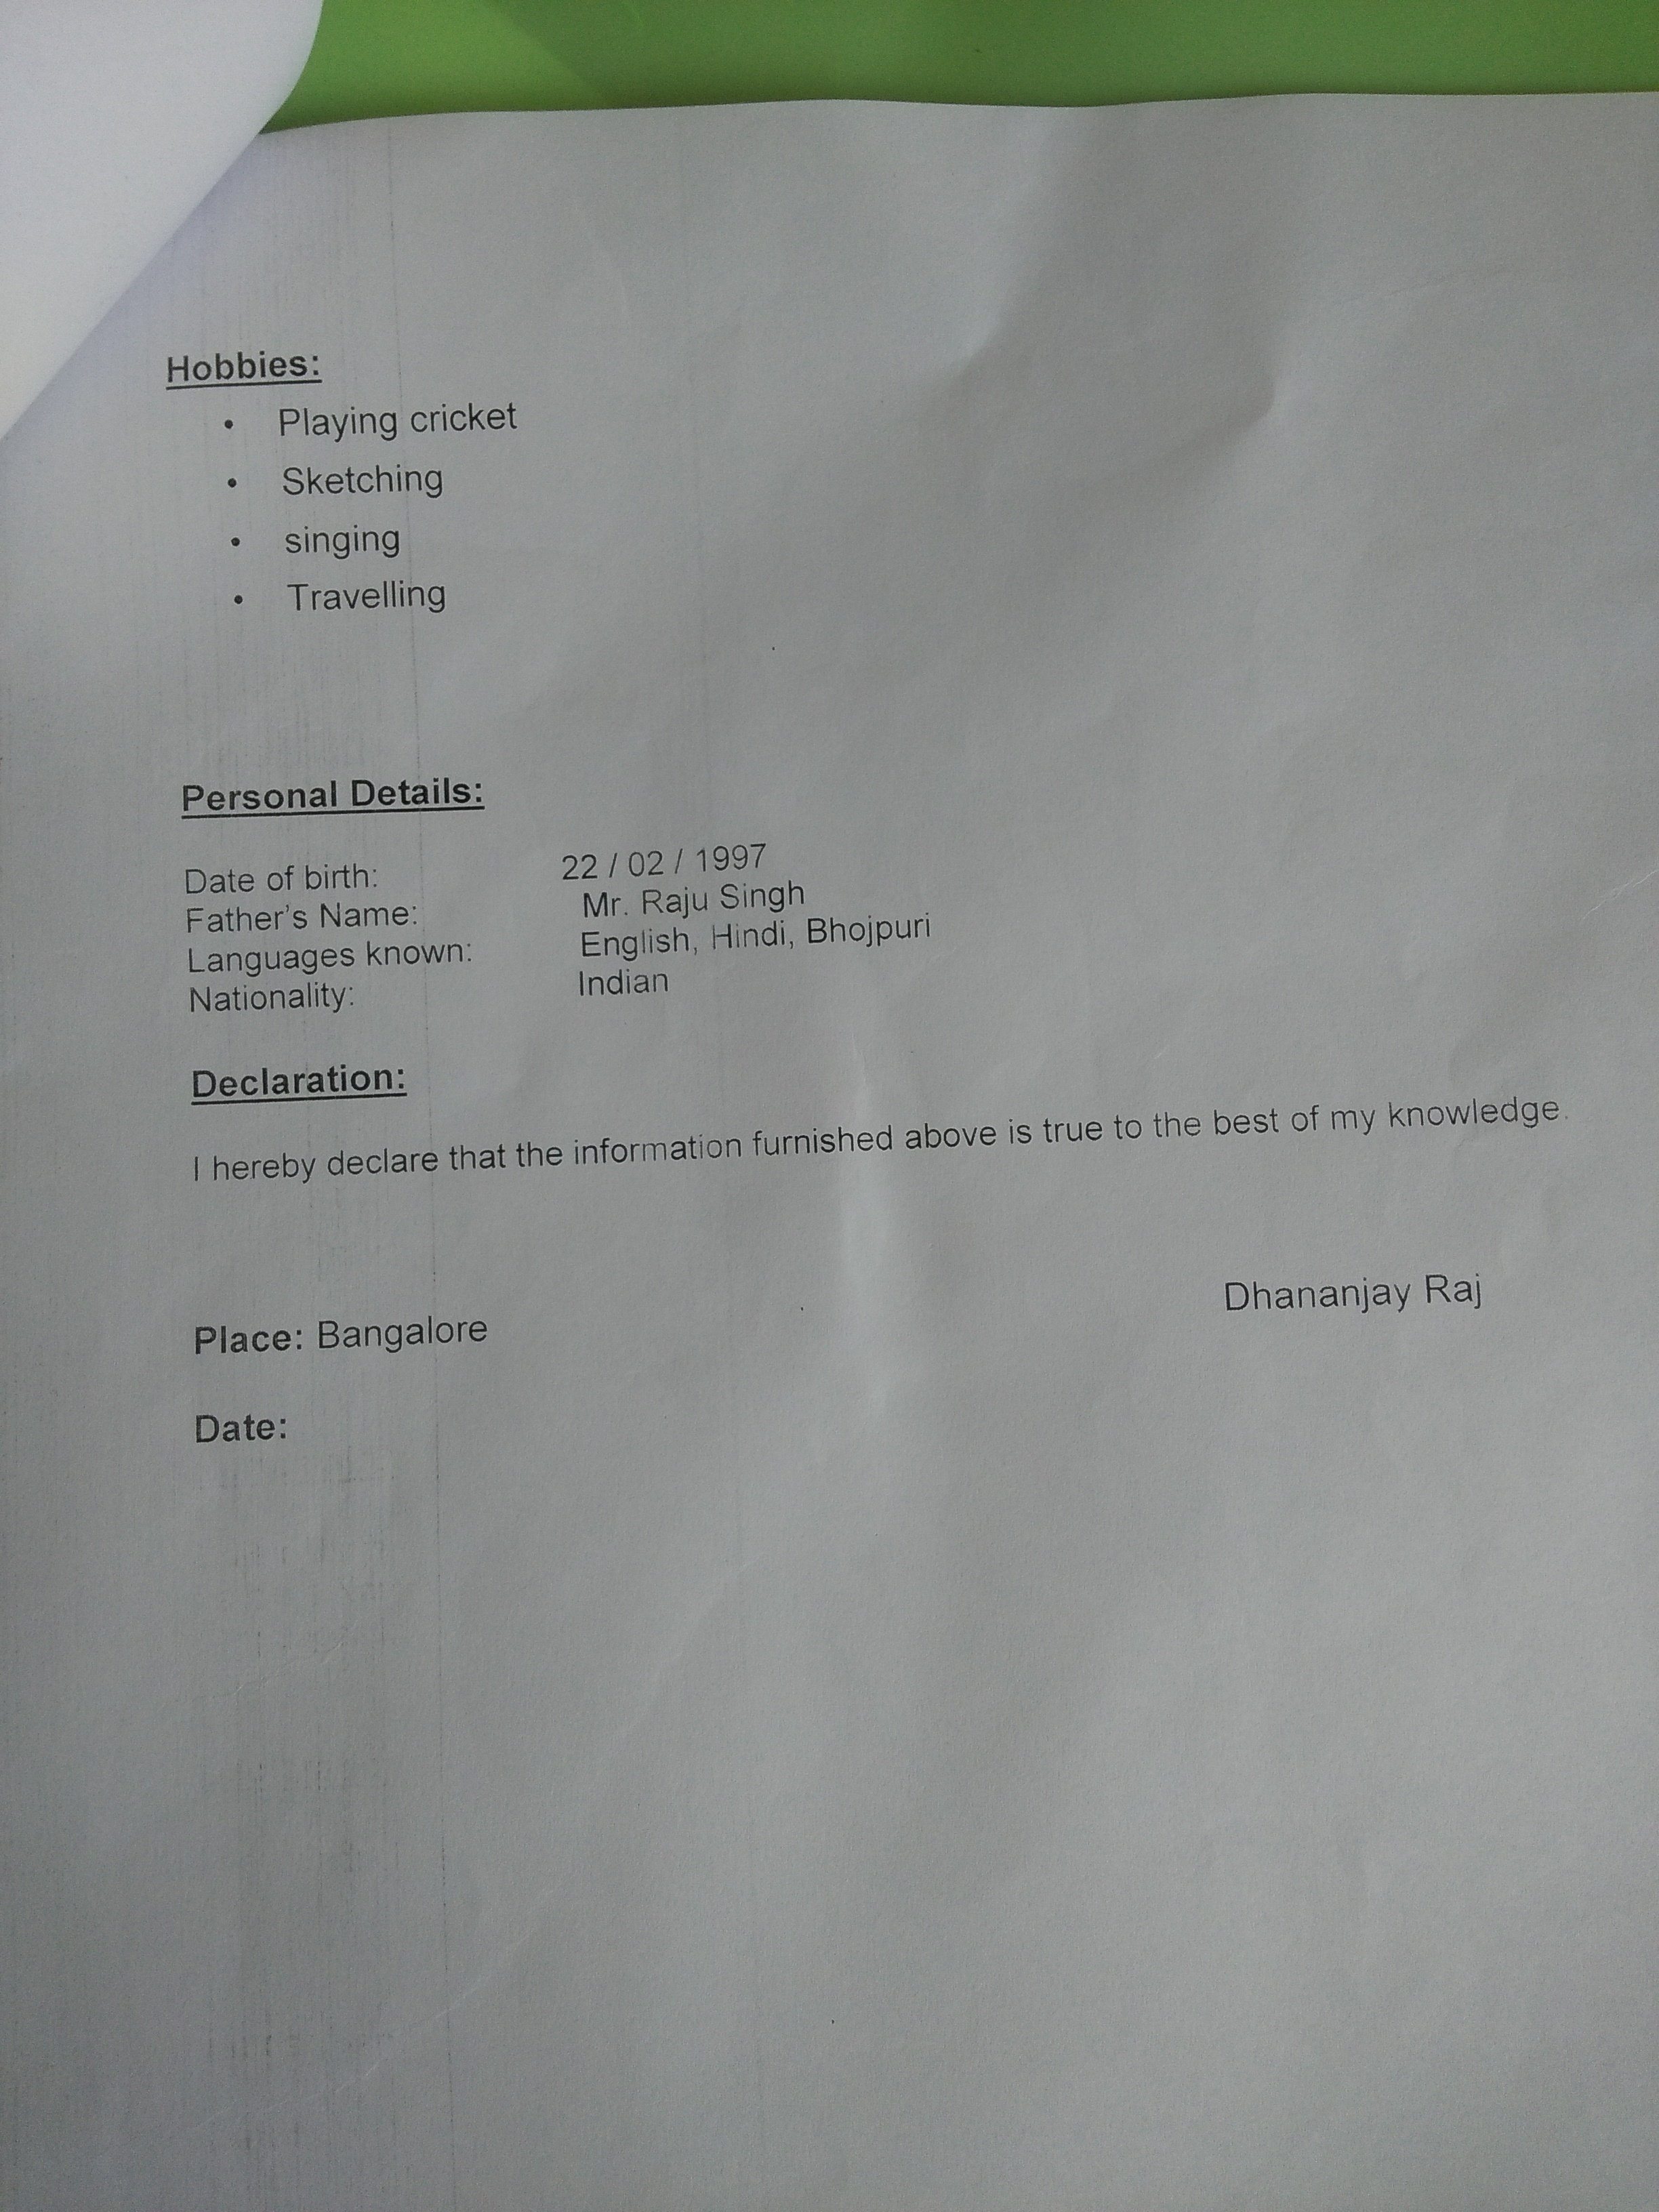 Hobbies:
• Playing cricket
• Sketching
• singing
• Travelling
Personal Details:
Date of birth: 22 / 02 / 1997
Father's Name: Mr. Raju Singh
Languages known: English, Hindi, Bhojpuri
Nationality: Indian
Declaration:
I hereby declare that the information furnished above is true to the best of my knowledge.
Dhananjay Raj
Place: Bangalore
Date: